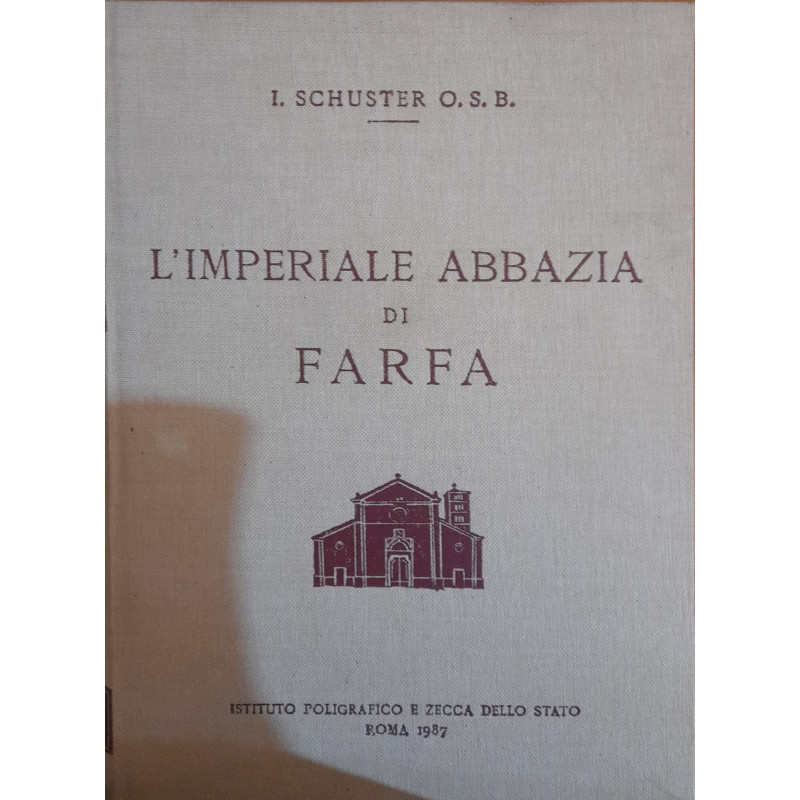 I. SCHUSTER O. S. B.
L'IMPERIALE ABBAZIA
DI
FARFA
ISTITUTO POLIGRAFICO E ZECCA DELLO STATO
ROMA 1987